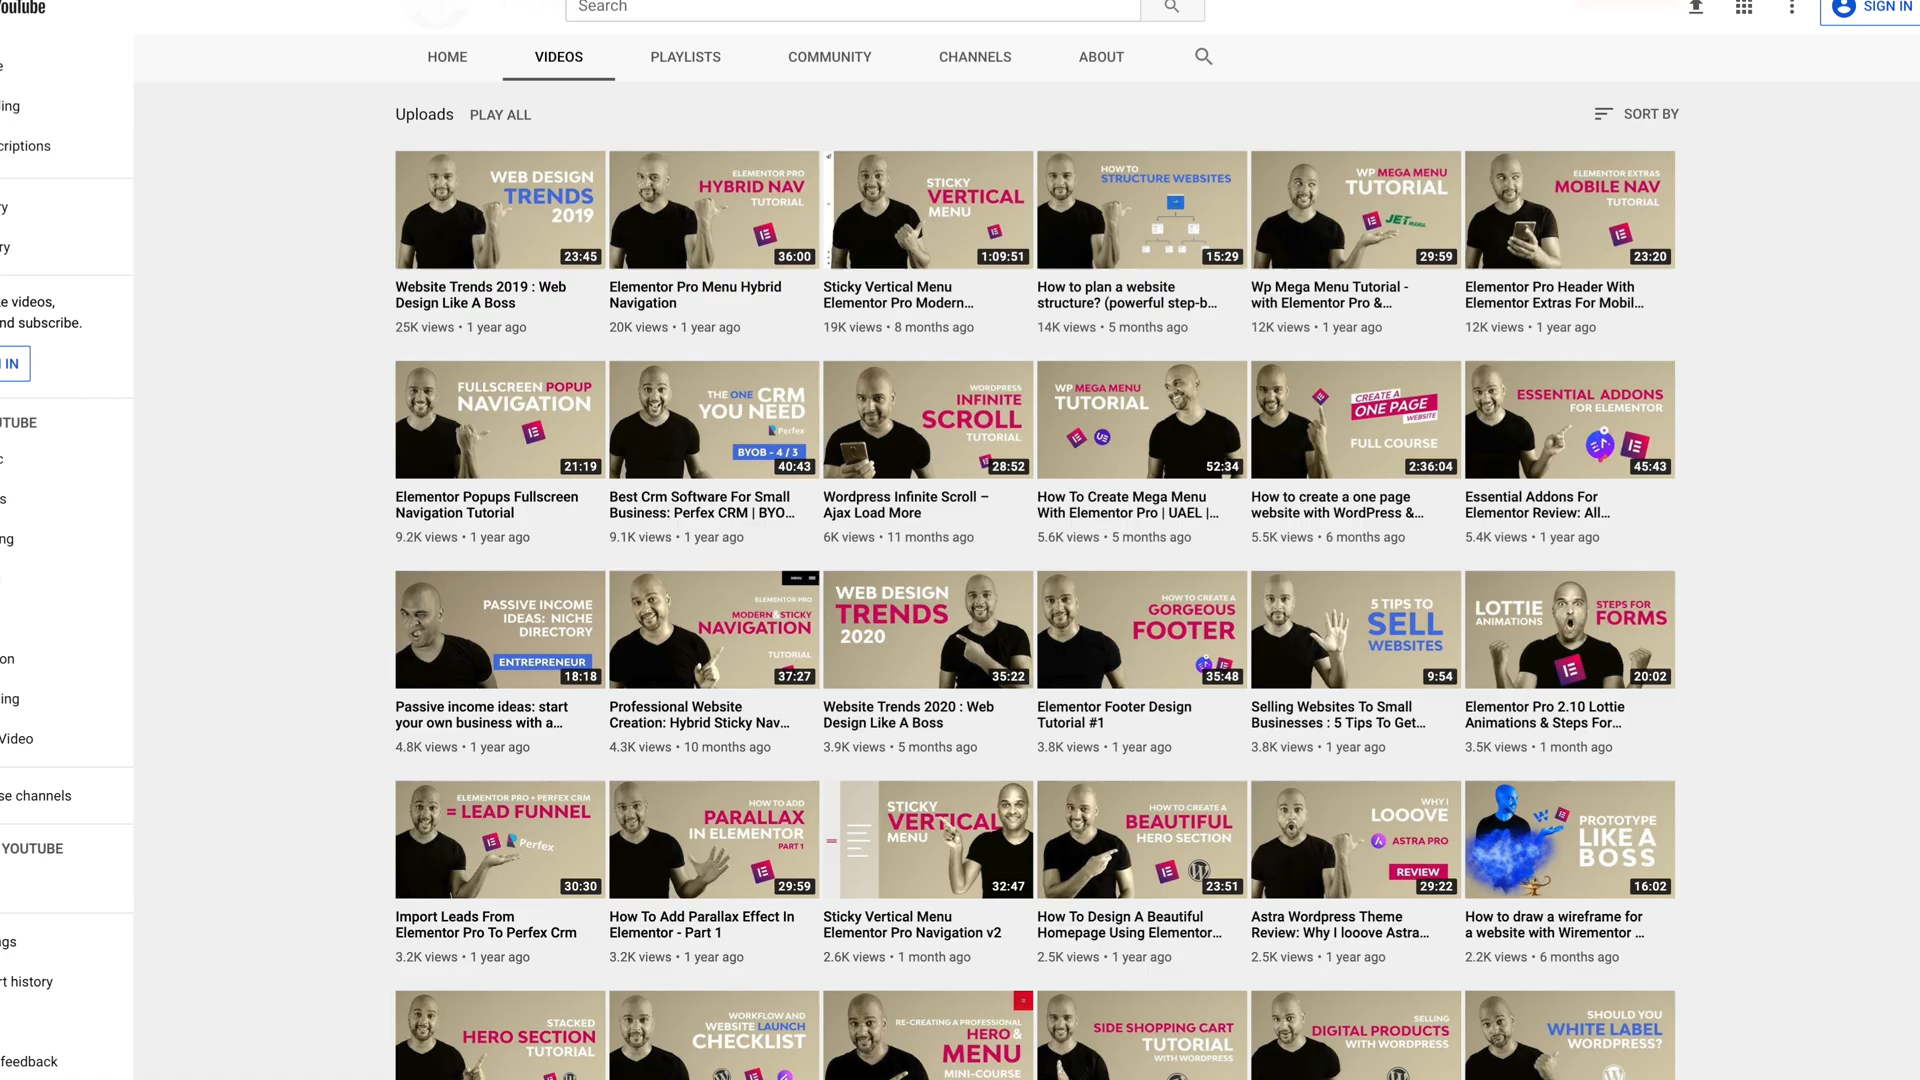 Search
SIGN IN
HOME
VIDEOS
PLAYLISTS
COMMUNITY
CHANNELS
ABOUT
Uploads
PLAY ALL
SORT BY
WEB DESIGN
TRENDS
2019
23:45
ELEMENTOR PRO
HYBRID NAV
TUTORIAL
36:00
STICKY
VERTICAL
MENU
1:09:51
HOW TO
STRUCTURE WEBSITES
15:29
WP MEGA MENU
TUTORIAL
JET
29:59
ELEMENTOR EXTRAS
MOBILE NAV
TUTORIAL
23:20
Website Trends 2019 : Web
Design Like A Boss
25K views • 1 year ago
Elementor Pro Menu Hybrid
Navigation
20K views • 1 year ago
Sticky Vertical Menu
Elementor Pro Modern...
19K views • 8 months ago
How to plan a website
structure? (powerful step-b...
14K views • 5 months ago
Wp Mega Menu Tutorial -
with Elementor Pro &...
12K views • 1 year ago
Elementor Pro Header With
Elementor Extras For Mobil...
12K views • 1 year ago
nd subscribe.
IN
FULLSCREEN POPUP
NAVIGATION
21:19
THE ONE CRM
YOU NEED
Perfex
BYOB - 4 / 3
40:43
WORDPRESS
INFINITE
SCROLL
TUTORIAL
28:52
WP MEGA MENU
TUTORIAL
52:34
CREATE A
ONE PAGE
WEBSITE
FULL COURSE
2:36:04
ESSENTIAL ADDONS
FOR ELEMENTOR
45:43
Elementor Popups Fullscreen
Navigation Tutorial
9.2K views • 1 year ago
Best Crm Software For Small
Business: Perfex CRM | BYO...
9.1K views • 1 year ago
Wordpress Infinite Scroll –
Ajax Load More
6K views • 11 months ago
How To Create Mega Menu
With Elementor Pro | UAEL |...
5.6K views • 5 months ago
How to create a one page
website with WordPress &...
5.5K views • 6 months ago
Essential Addons For
Elementor Review: All...
5.4K views • 1 year ago
PASSIVE INCOME
IDEAS: NICHE
DIRECTORY
ENTREPRENEUR
18:18
ELEMENTOR PRO
MODERN & STICKY
NAVIGATION
TUTORIAL
37:27
WEB DESIGN
TRENDS
2020
35:22
HOW TO CREATE A
GORGEOUS
FOOTER
35:48
5 TIPS TO
SELL
WEBSITES
9:54
LOTTIE
ANIMATIONS
STEPS FOR
FORMS
20:02
Passive income ideas: start
your own business with a...
4.8K views • 1 year ago
Professional Website
Creation: Hybrid Sticky Nav...
4.3K views • 10 months ago
Website Trends 2020 : Web
Design Like A Boss
3.9K views • 5 months ago
Elementor Footer Design
Tutorial #1
3.8K views • 1 year ago
Selling Websites To Small
Businesses : 5 Tips To Get...
3.8K views • 1 year ago
Elementor Pro 2.10 Lottie
Animations & Steps For...
3.5K views • 1 month ago
Video
se channels
YOUTUBE
ELEMENTOR PRO + PERFEX CRM
= LEAD FUNNEL
Perfex
30:30
HOW TO ADD
PARALLAX
IN ELEMENTOR
PART 1
29:59
STICKY
VERTICAL
MENU
32:47
HOW TO CREATE A
BEAUTIFUL
HERO SECTION
23:51
WHY I
LOOOVE
ASTRA PRO
REVIEW
29:22
PROTOTYPE
LIKE A
BOSS
16:02
Import Leads From
Elementor Pro To Perfex Crm
3.2K views • 1 year ago
How To Add Parallax Effect In
Elementor - Part 1
3.2K views • 1 year ago
Sticky Vertical Menu
Elementor Pro Navigation v2
2.6K views • 1 month ago
How To Design A Beautiful
Homepage Using Elementor...
2.5K views • 1 year ago
Astra Wordpress Theme
Review: Why I looove Astra...
2.5K views • 1 year ago
How to draw a wireframe for
a website with Wirementor ...
2.2K views • 6 months ago
history
feedback
STACKED
HERO SECTION
TUTORIAL
WORKFLOW AND
WEBSITE LAUNCH
CHECKLIST
RE-CREATING A PROFESSIONAL
HERO &
MENU
MINI-COURSE
SIDE SHOPPING CART
TUTORIAL
WITH WORDPRESS
SELLING
DIGITAL PRODUCTS
WITH WORDPRESS
SHOULD YOU
WHITE LABEL
WORDPRESS?